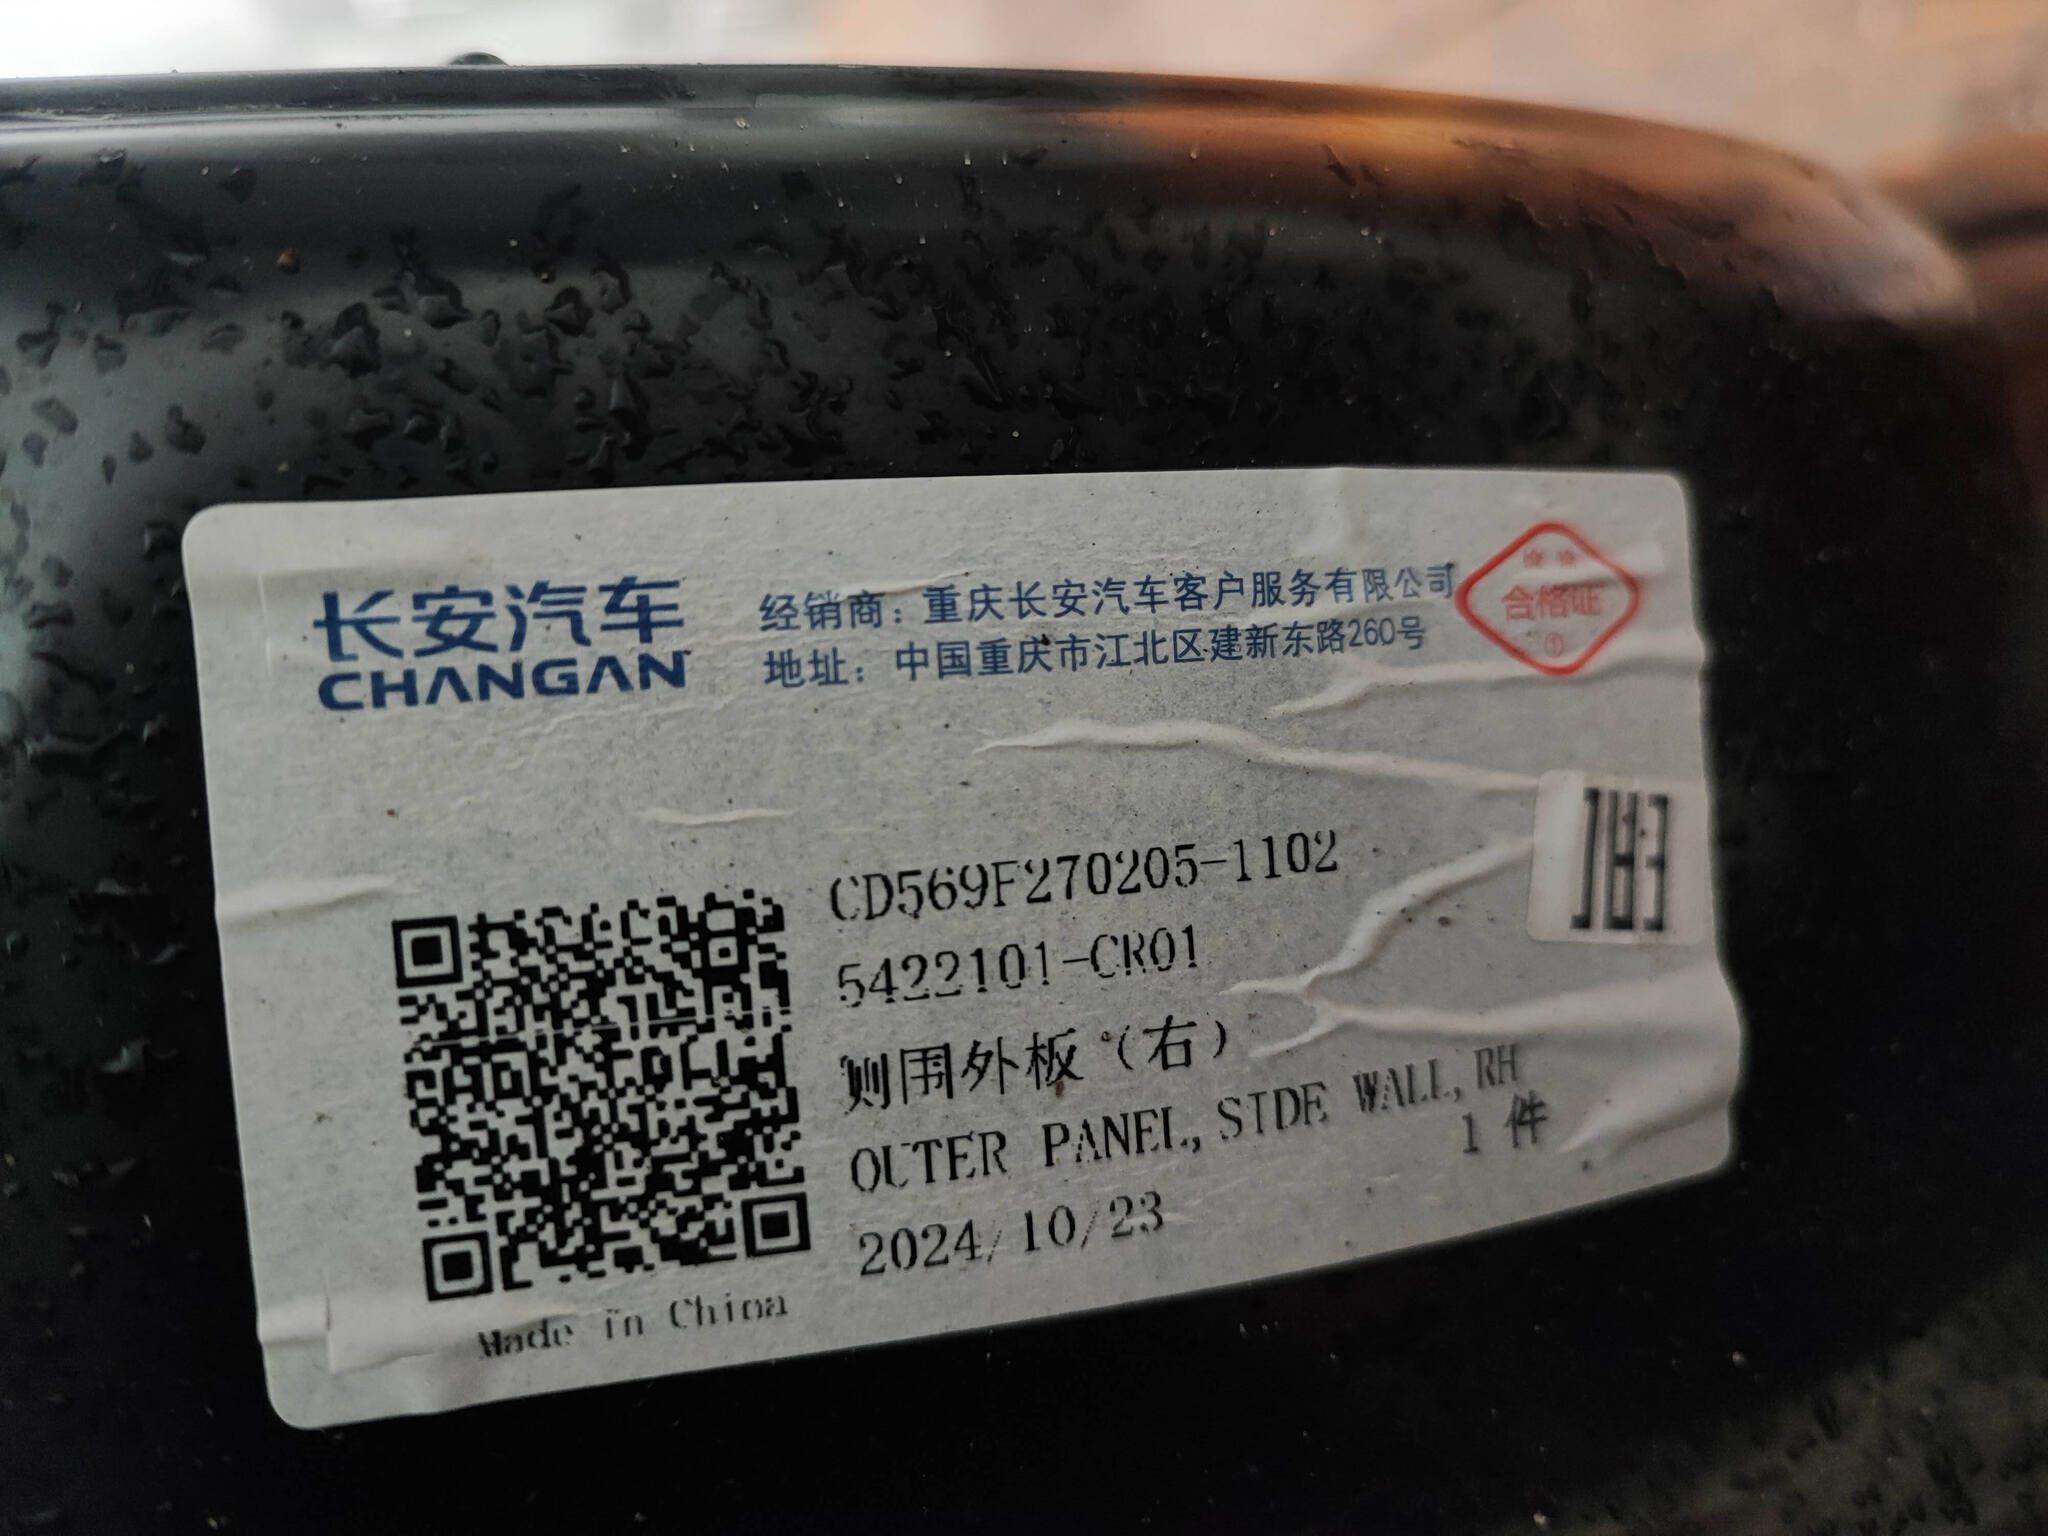 长安汽车
CHANGAN
经销商：重庆长安汽车客户服务有限公司
地址：中国重庆市江北区建新东路260号
合格证
①
CD569F270205-1102
5422101-CR01
侧围外板 (右)
OUTER PANEL, SIDE WALL, RH
1 件
2024/10/23
Made in China